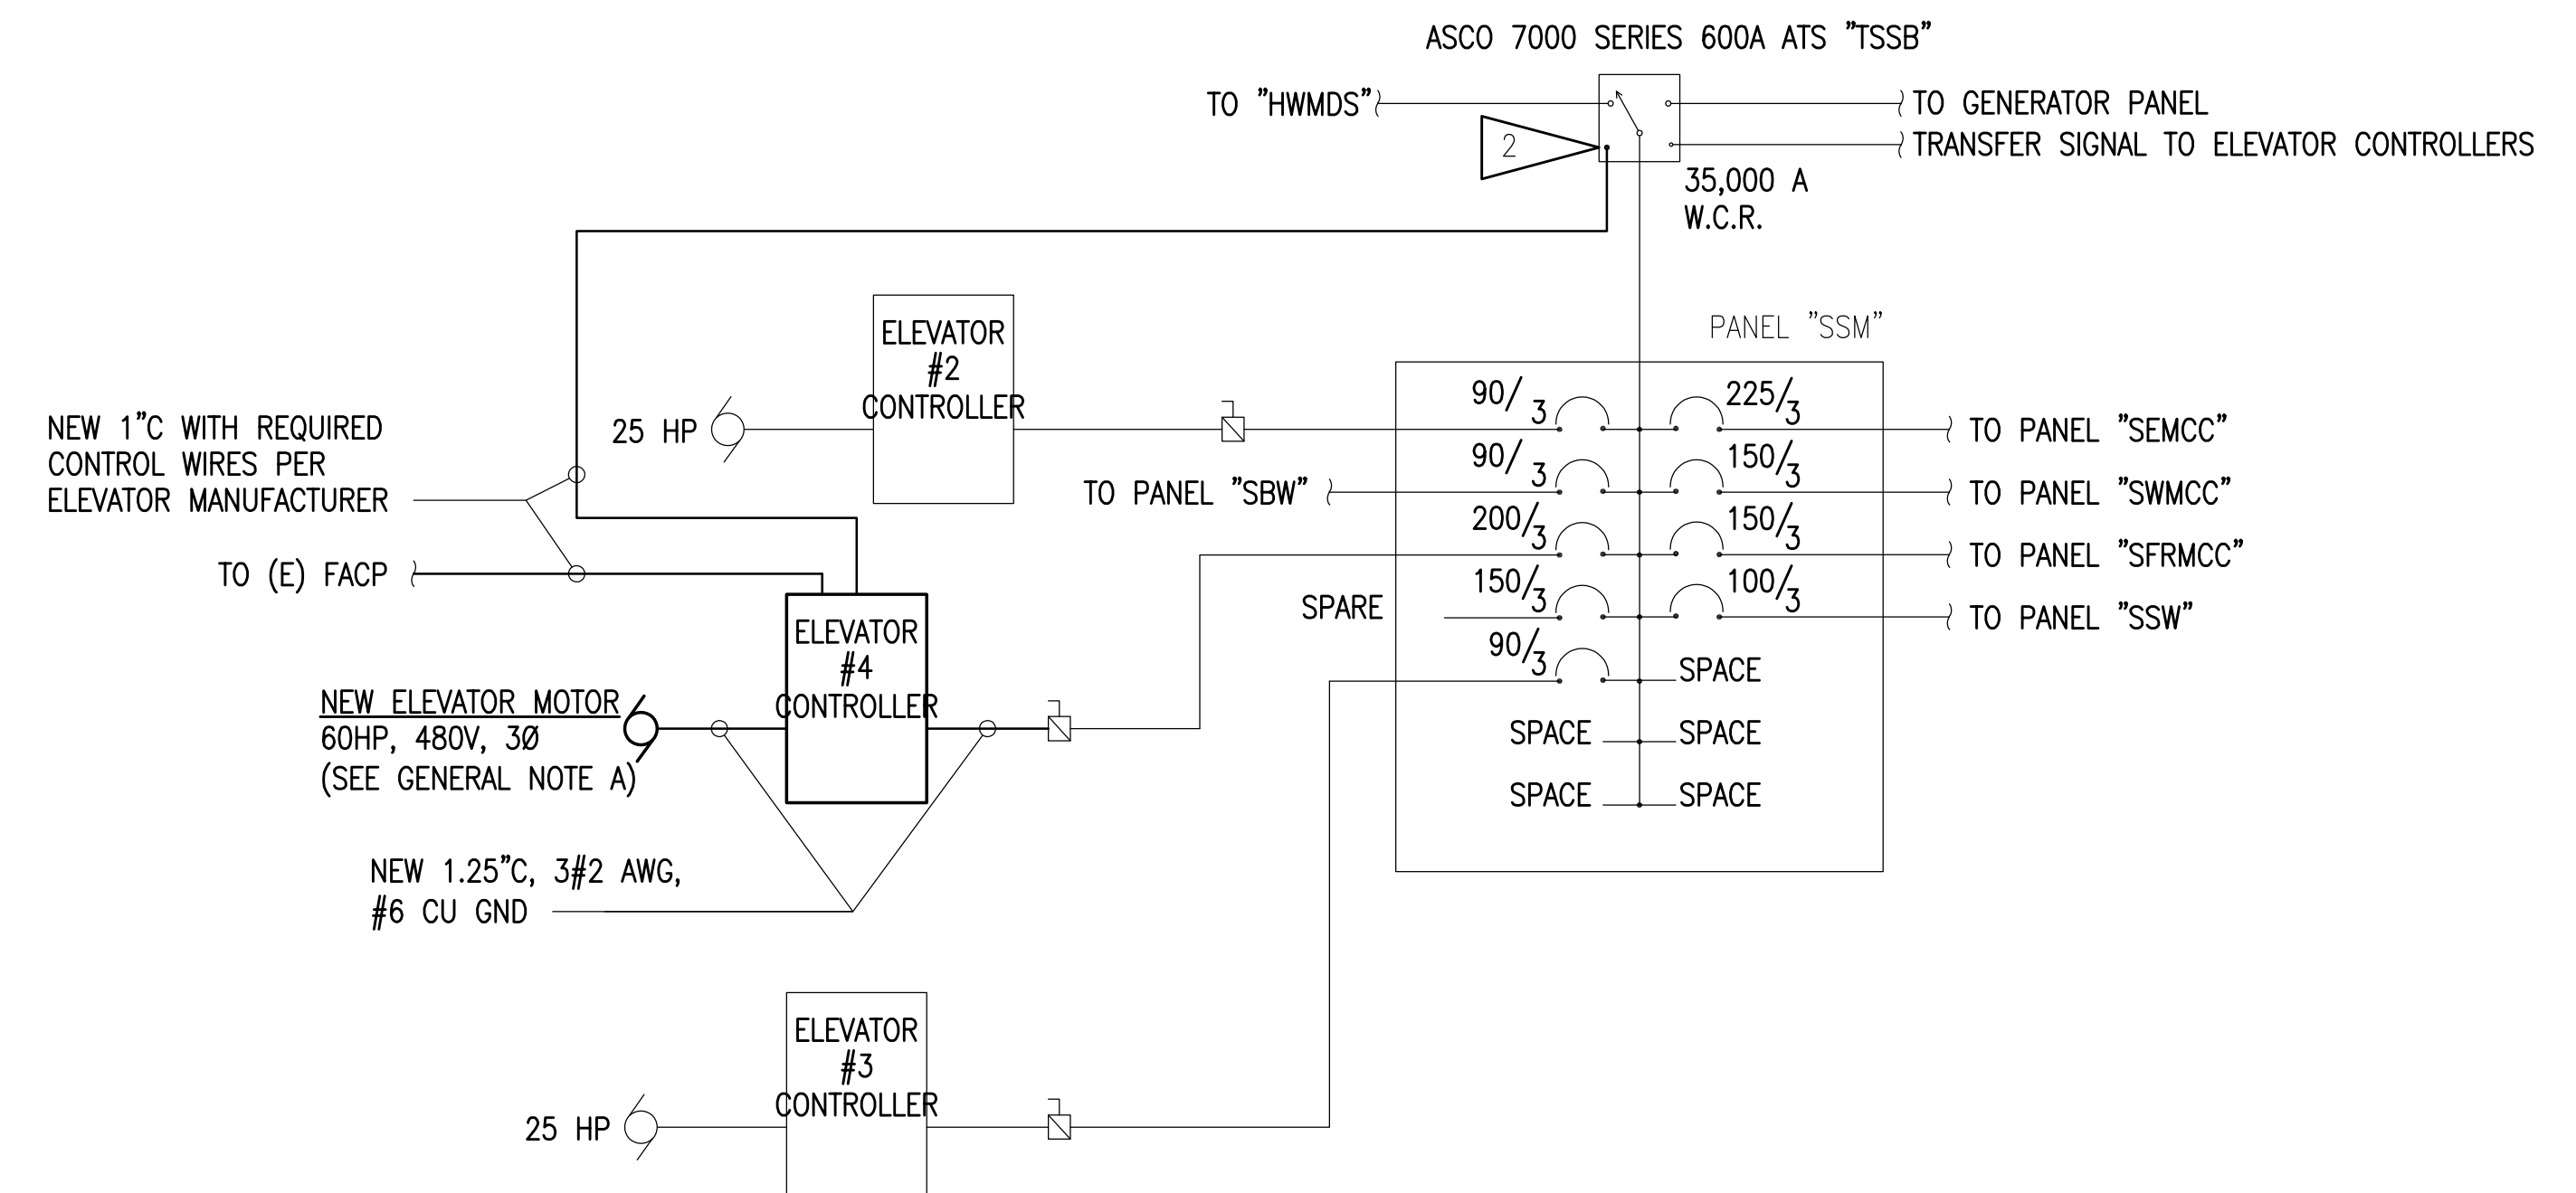 ASCO 7000 SERIES 600A ATS "TSSB"
TO "HWMDS"
TO GENERATOR PANEL
2
TRANSFER SIGNAL TO ELEVATOR CONTROLLERS
35,000 A
W.C.R.
PANEL "SSM"
ELEVATOR
#2
CONTROLLER
25 HP
90/3
225/3
TO PANEL "SEMCC"
NEW 1"C WITH REQUIRED
CONTROL WIRES PER
ELEVATOR MANUFACTURER
TO PANEL "SBW"
90/3
150/3
TO PANEL "SWMCC"
200/3
150/3
TO PANEL "SFRMCC"
TO (E) FACP
SPARE
150/3
100/3
TO PANEL "SSW"
90/3
SPACE
SPACE
SPACE
SPACE
SPACE
ELEVATOR
#4
CONTROLLER
NEW ELEVATOR MOTOR
60HP, 480V, 3Ø
(SEE GENERAL NOTE A)
NEW 1.25"C, 3#2 AWG,
#6 CU GND
ELEVATOR
#3
CONTROLLER
25 HP